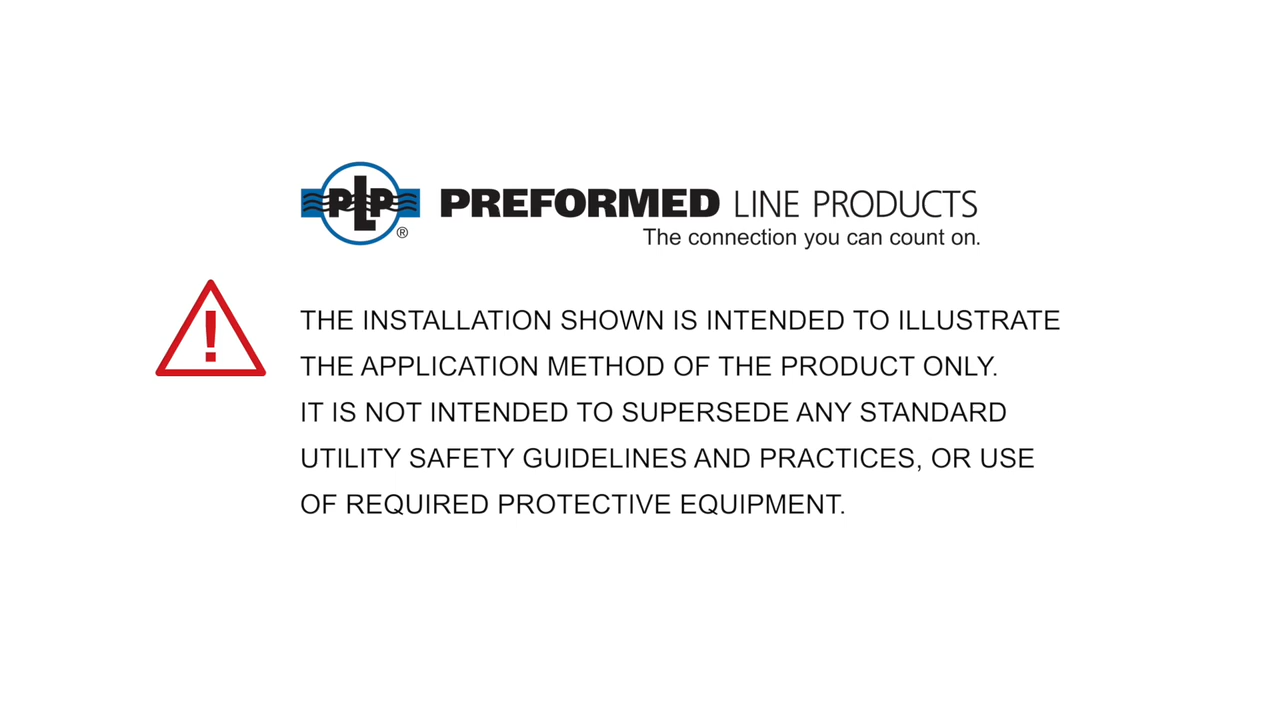 PLP®
PREFORMED LINE PRODUCTS
The connection you can count on.
!
THE INSTALLATION SHOWN IS INTENDED TO ILLUSTRATE
THE APPLICATION METHOD OF THE PRODUCT ONLY.
IT IS NOT INTENDED TO SUPERSEDE ANY STANDARD
UTILITY SAFETY GUIDELINES AND PRACTICES, OR USE
OF REQUIRED PROTECTIVE EQUIPMENT.